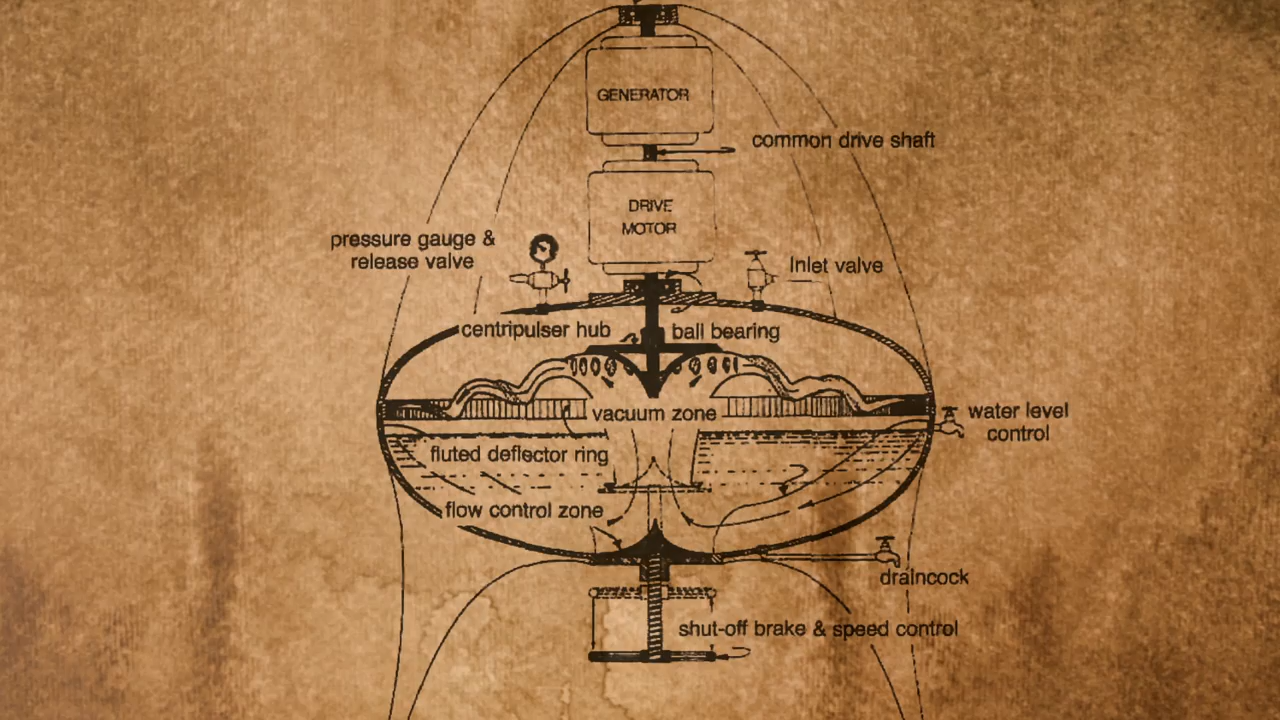 GENERATOR
common drive shaft
DRIVE
MOTOR
pressure gauge &
release valve
Inlet valve
centripulser hub
ball bearing
vacuum zone
water level
control
fluted deflector ring
flow control zone
draincock
shut-off brake & speed control